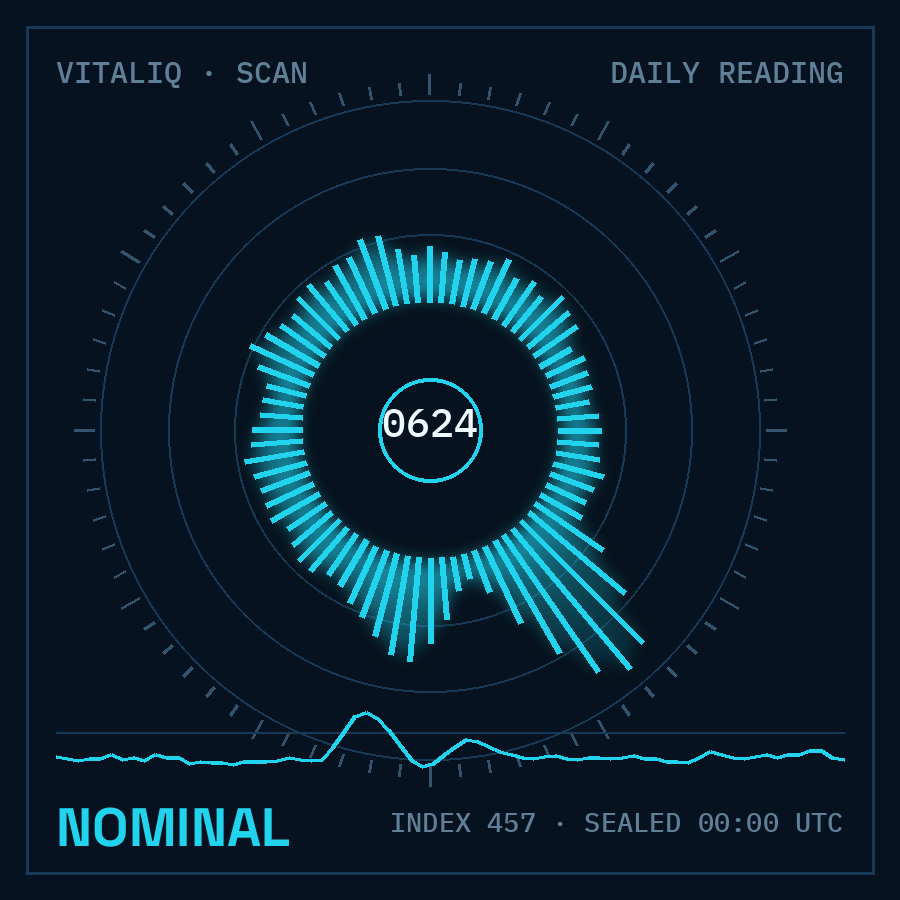 VITALIQ · SCAN
DAILY READING
0624
NOMINAL
INDEX 457 · SEALED 00:00 UTC